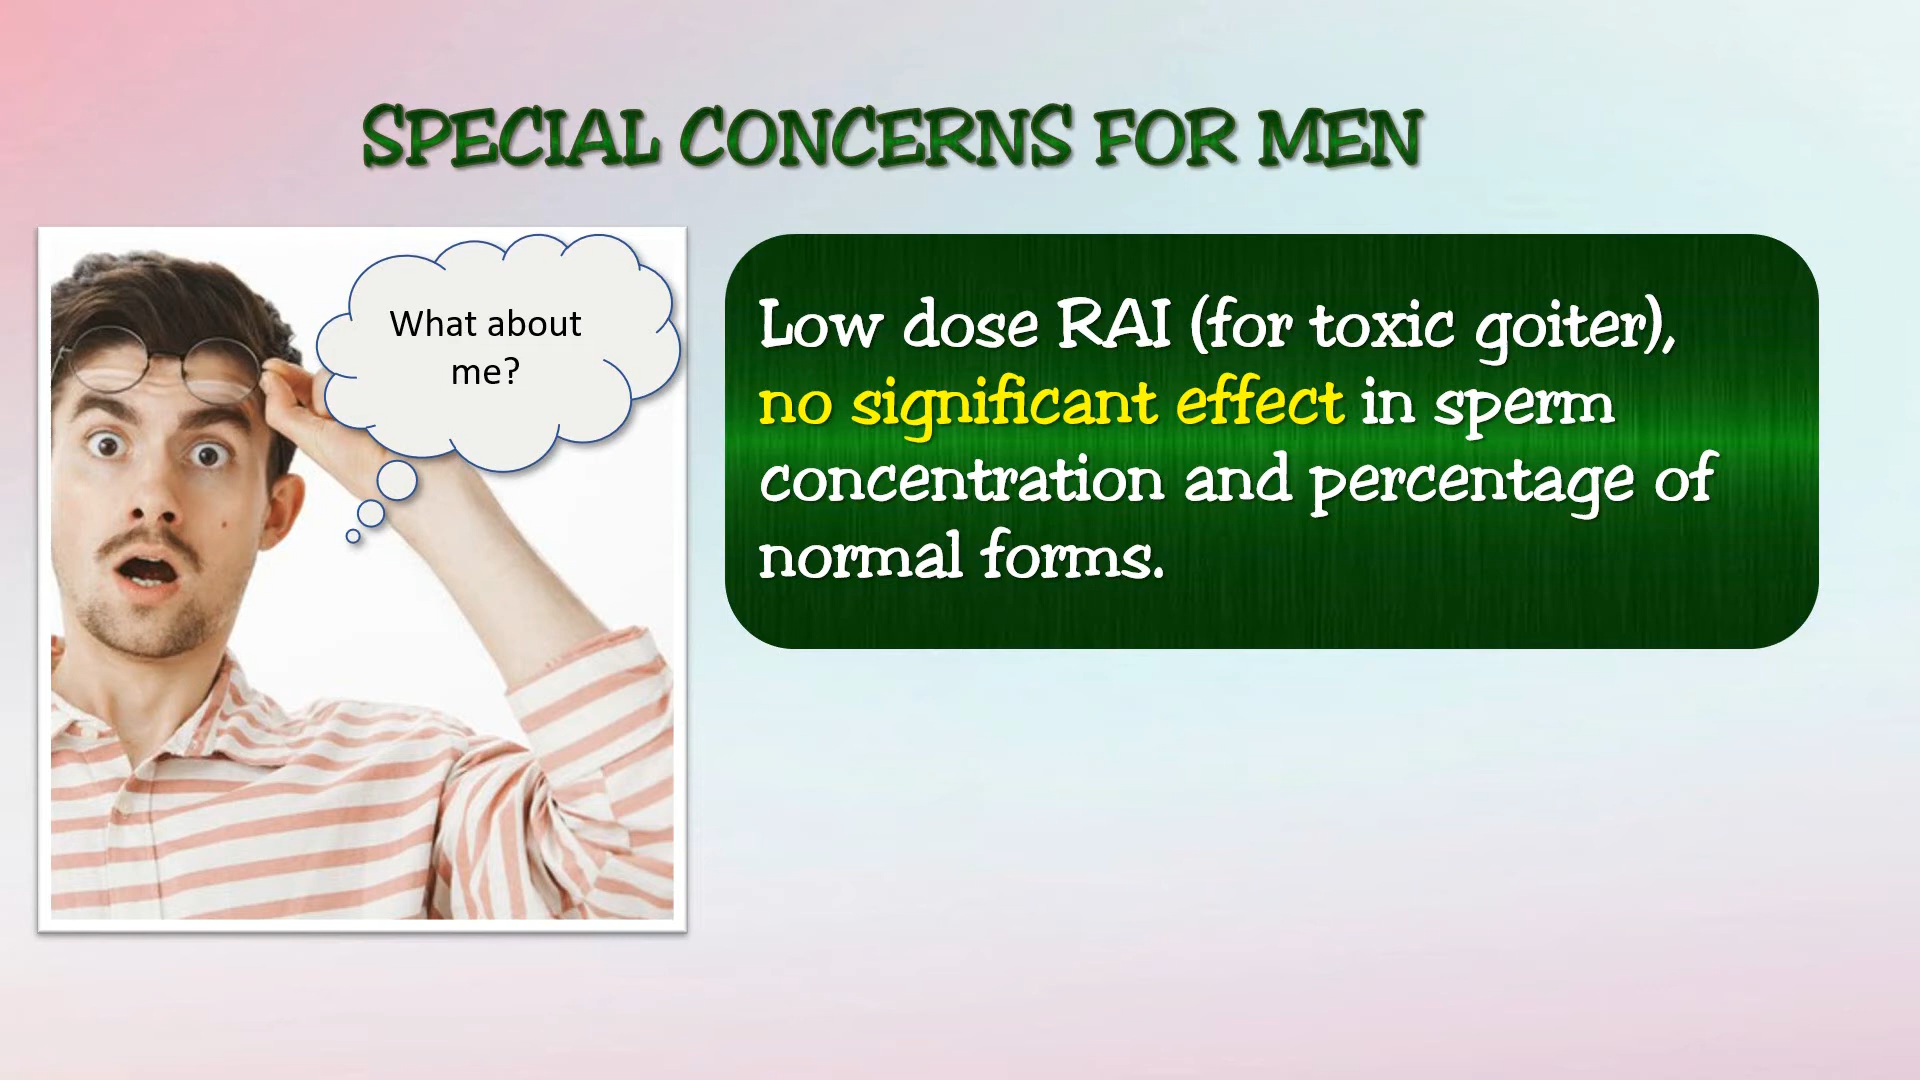 SPECIAL CONCERNS FOR MEN
What about
me?
Low dose RAI (for toxic goiter),
no significant effect in sperm
concentration and percentage of
normal forms.